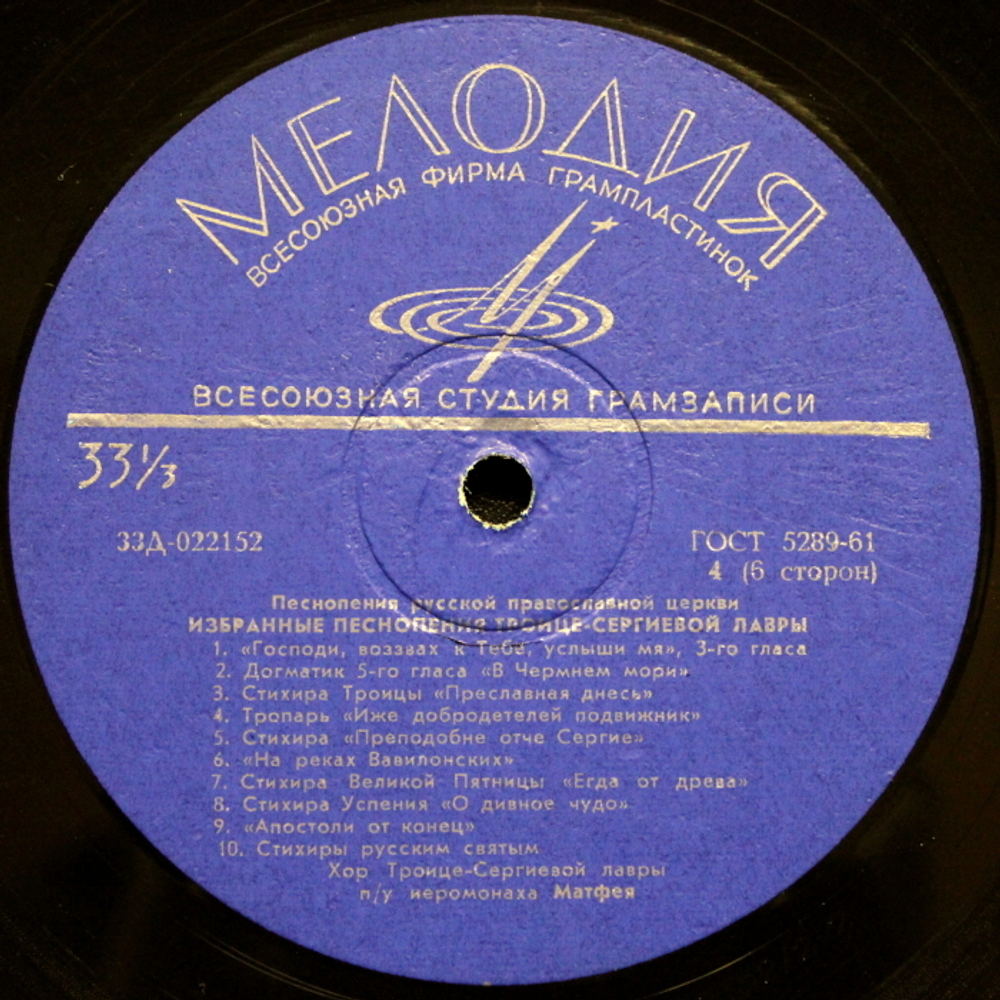 МЕЛОДИЯ
ВСЕСОЮЗНАЯ ФИРМА ГРАМПЛАСТИНОК
ВСЕСОЮЗНАЯ СТУДИЯ ГРАМЗАПИСИ
33⅓
33Д-022152
ГОСТ 5289-61
4 (6 сторон)
Песнопения русской православной церкви
ИЗБРАННЫЕ ПЕСНОПЕНИЯ ТРОИЦЕ-СЕРГИЕВОЙ ЛАВРЫ
1. «Господи, воззвах к Тебе, услыши мя», 3-го гласа
2. Догматик 5-го гласа «В Чермнем мори»
3. Стихира Троицы «Преславная днесь»
4. Тропарь «Иже добродетелей подвижник»
5. Стихира «Преподобне отче Сергие»
6. «На реках Вавилонских»
7. Стихира Великой Пятницы «Егда от древа»
8. Стихира Успения «О дивное чудо»
9. «Апостоли от конец»
10. Стихиры русским святым
Хор Троице-Сергиевой лавры
п/у иеромонаха Матфея